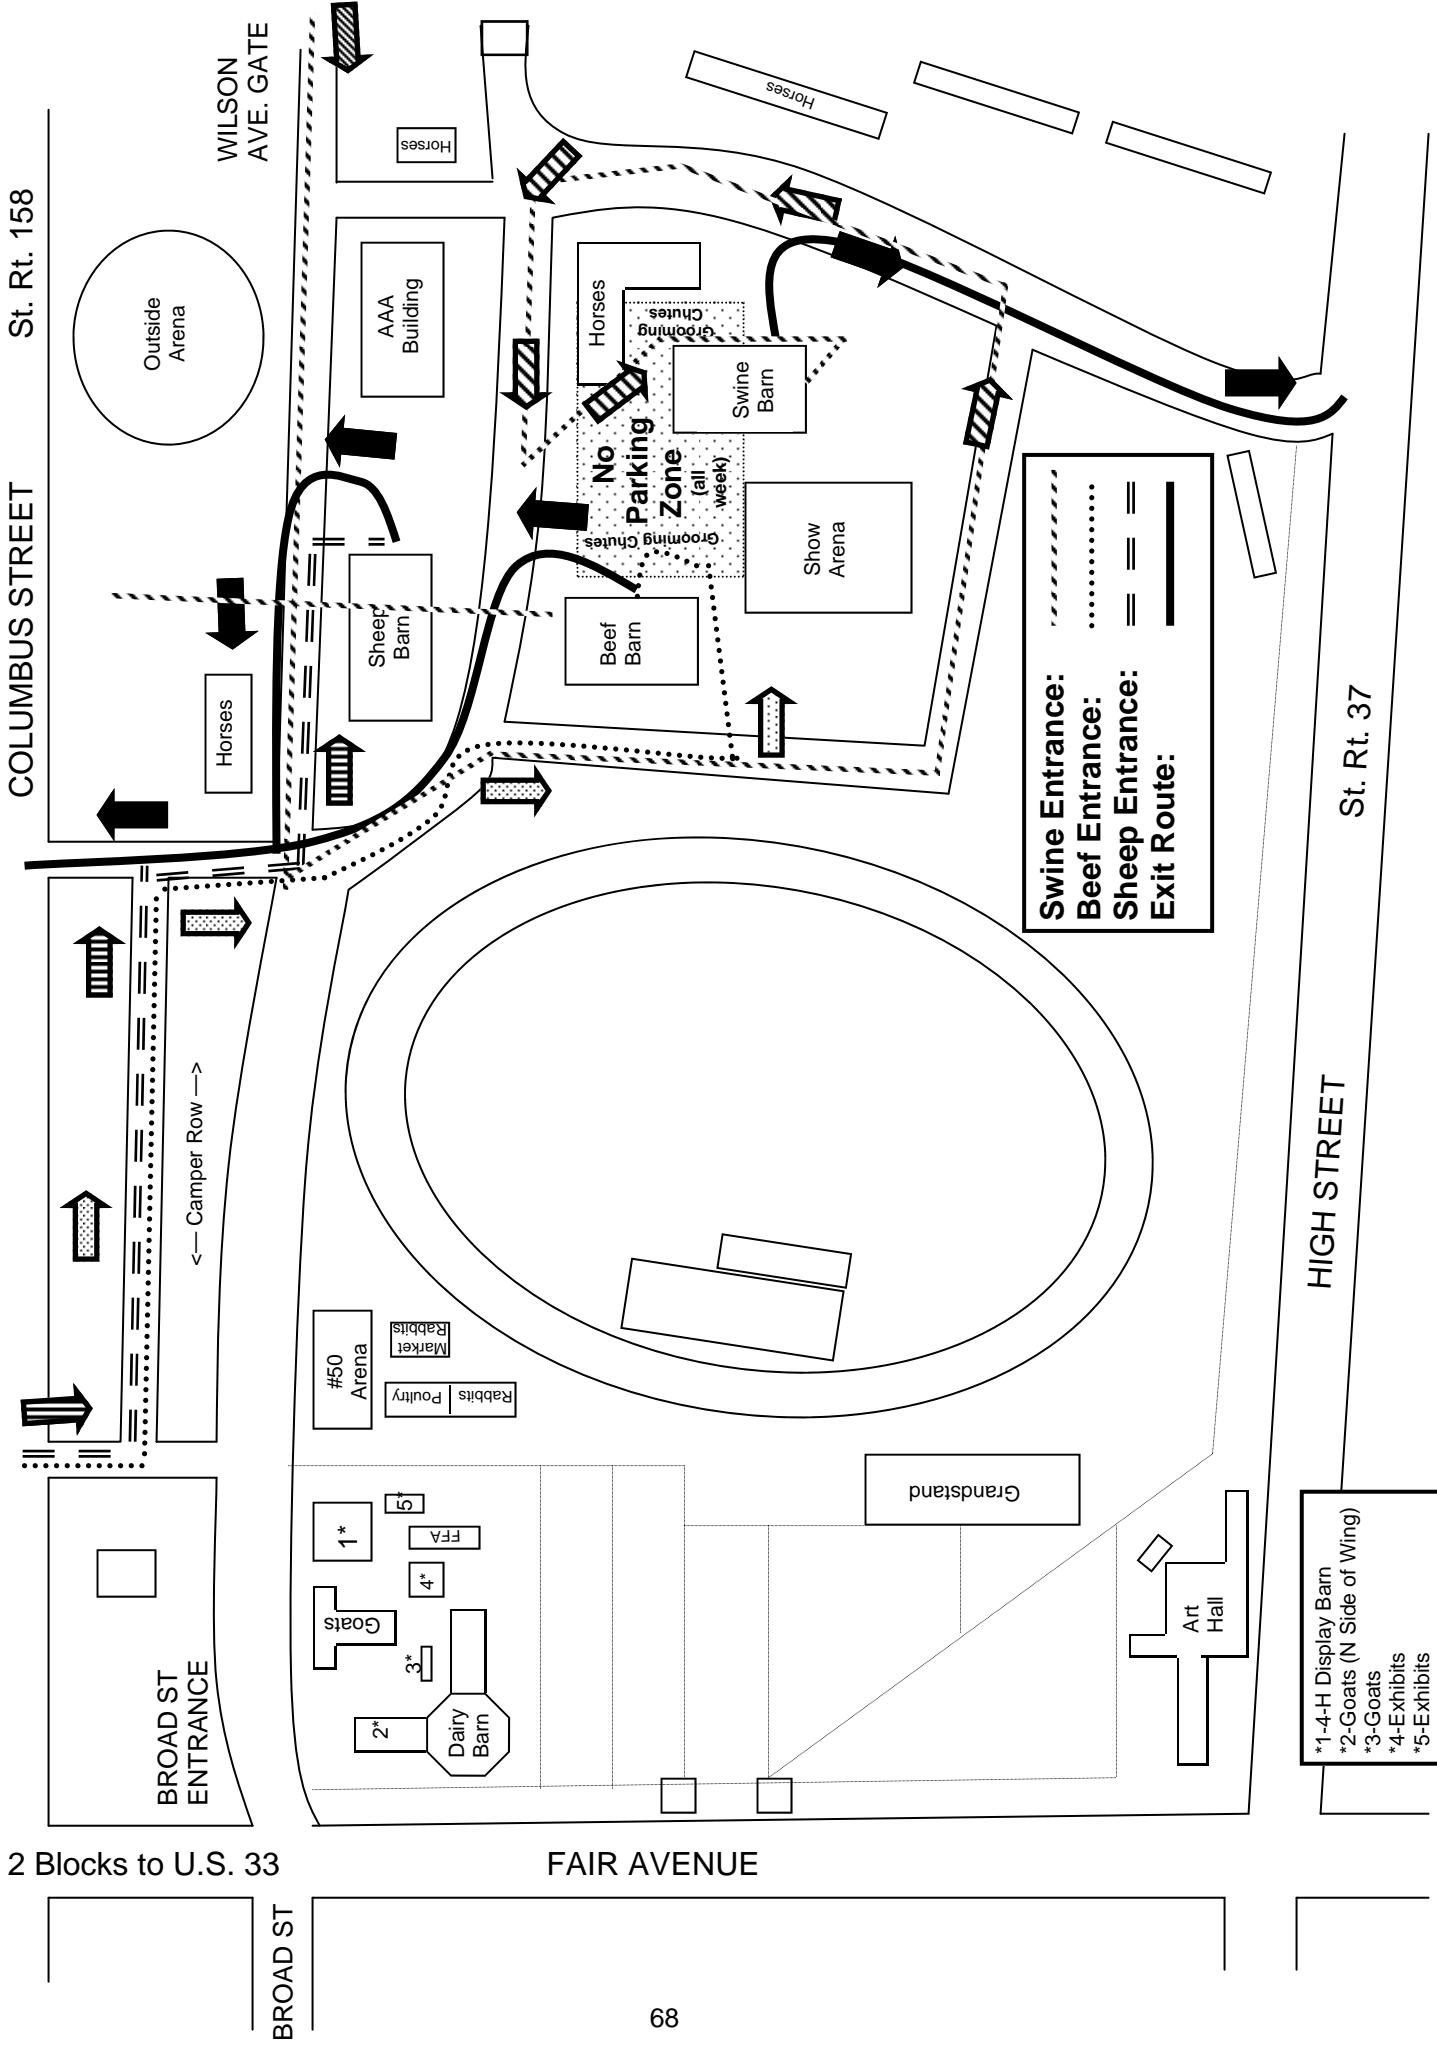 COLUMBUS STREET
St. Rt. 158
WILSON
AVE. GATE
Outside
Arena
Horses
AAA
Building
Horses
Sheep
Barn
Horses
Grooming
Chutes
Swine
Barn
No
Parking
Zone
(all
week)
Grooming Chutes
Beef
Barn
Show
Arena
Horses
<— Camper Row —>
Swine Entrance:
Beef Entrance:
Sheep Entrance:
Exit Route:
#50
Arena
Market
Rabbits
Poultry
Rabbits
1*
5*
FFA
4*
Goats
3*
2*
Dairy
Barn
Grandstand
Art
Hall
BROAD ST
ENTRANCE
HIGH STREET
St. Rt. 37
*1-4-H Display Barn
*2-Goats (N Side of Wing)
*3-Goats
*4-Exhibits
*5-Exhibits
2 Blocks to U.S. 33
FAIR AVENUE
BROAD ST
68